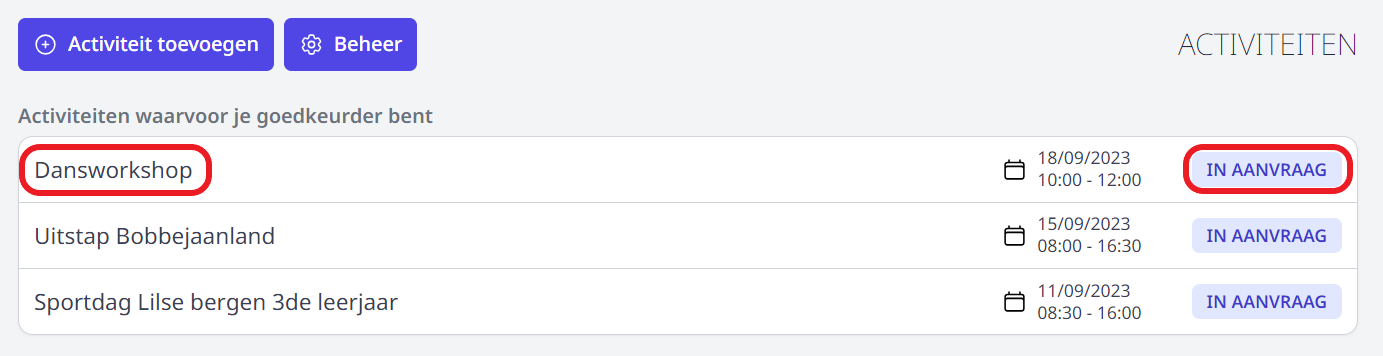 Activiteit toevoegen Beheer ACTIVITEITEN
Activiteiten waarvoor je goedkeurder bent
Dansworkshop 18/09/2023 IN AANVRAAG
10:00 - 12:00
Uitstap Bobbejaanland 15/09/2023 IN AANVRAAG
08:00 - 16:30
Sportdag Lilse bergen 3de leerjaar 11/09/2023 IN AANVRAAG
08:30 - 16:00